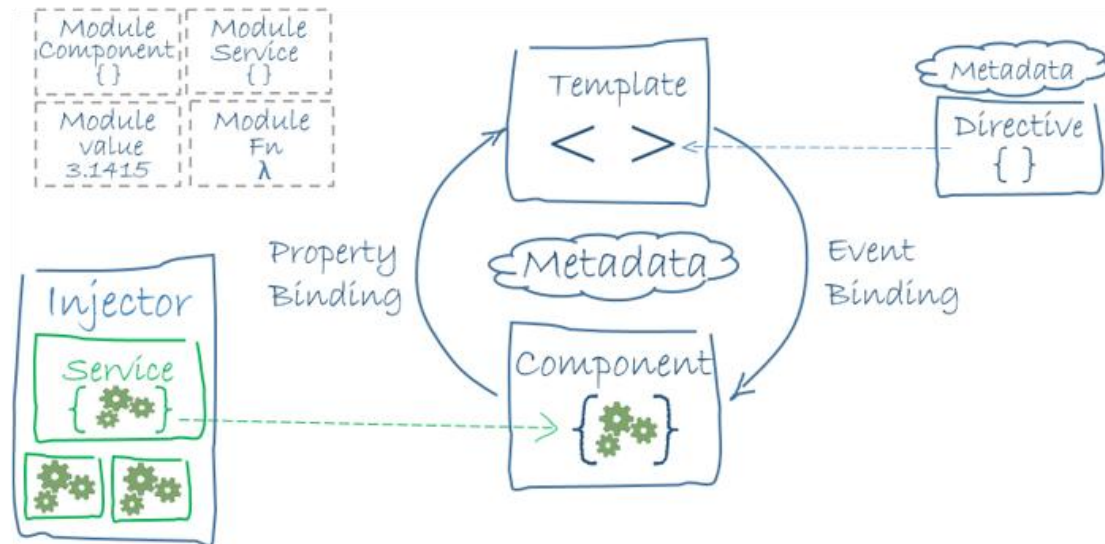 Module
Component
{ }
Module
Service
{ }
Module
value
3.1415
Module
Fn
λ
Template
< >
Metadata
Directive
{ }
Property
Binding
Metadata
Event
Binding
Injector
Service
{ }
Component
{ }